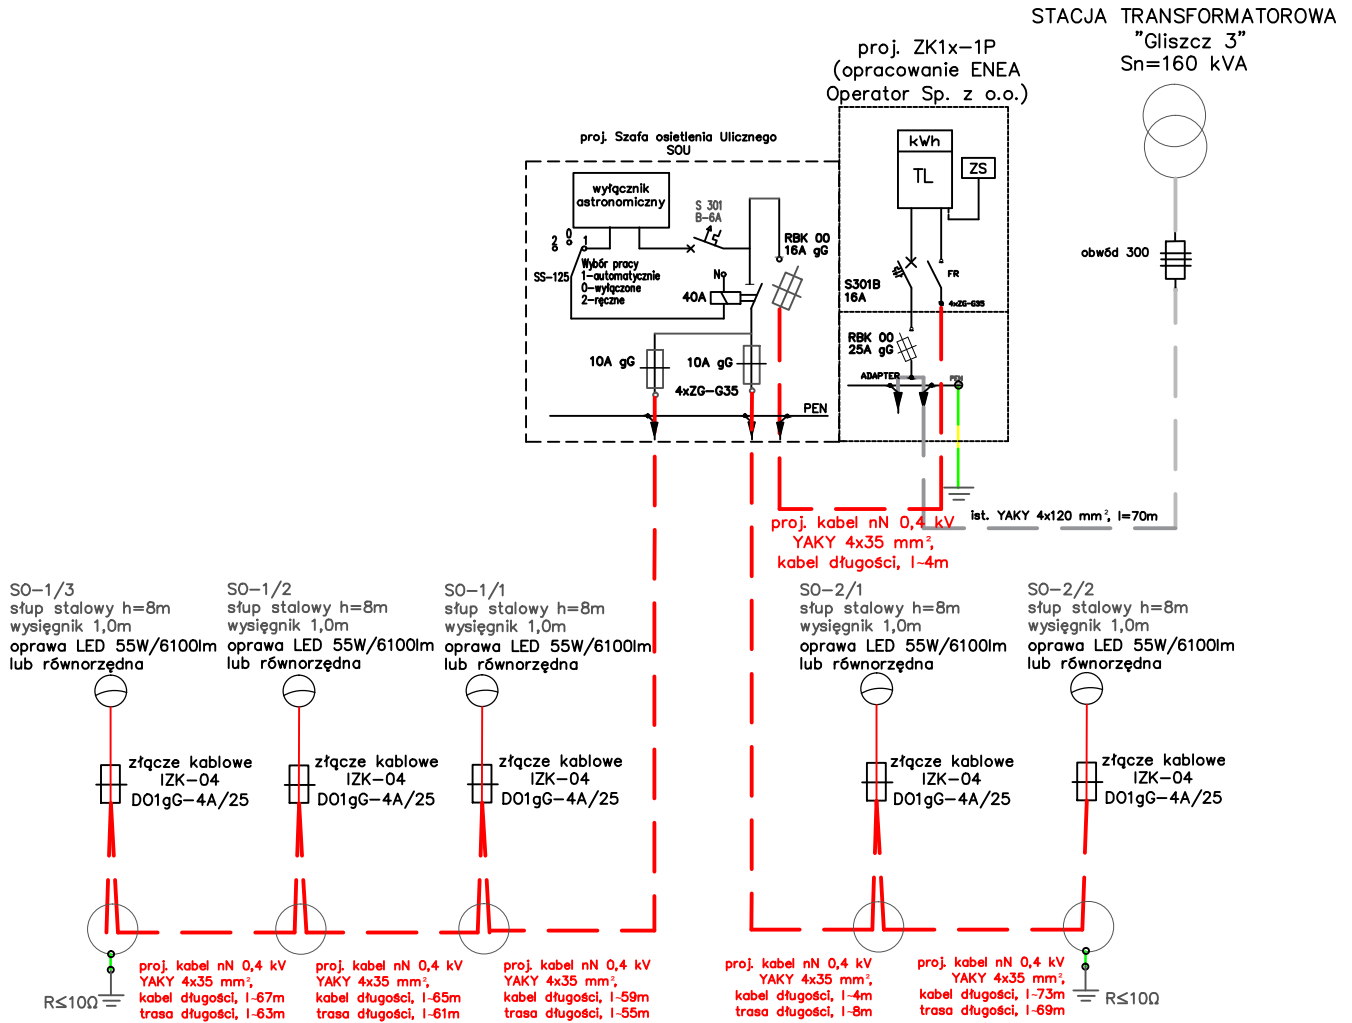 STACJA TRANSFORMATOROWA
"Gliszcz 3"
Sn=160 kVA
proj. ZK1x-1P
(opracowanie ENEA
Operator Sp. z o.o.)
proj. Szafa osietlenia Ulicznego
SOU
kWh
TL
ZS
wyłącznik
astronomiczny
S 301
B-6A
2
0
1
RBK 00
16A gG
obwód 300
Wybór pracy
1-automatycznie
0-wyłączone
2-ręczne
SS-125
N
40A
FR
S301B
16A
4xZG-G35
RBK 00
25A gG
10A gG
10A gG
4xZG-G35
ADAPTER
PEN
PEN
ist. YAKY 4x120 mm², l=70m
proj. kabel nN 0,4 kV
YAKY 4x35 mm²,
kabel długości, l~4m
SO-1/3
słup stalowy h=8m
wysięgnik 1,0m
oprawa LED 55W/6100lm
lub równorzędna
SO-1/2
słup stalowy h=8m
wysięgnik 1,0m
oprawa LED 55W/6100lm
lub równorzędna
SO-1/1
słup stalowy h=8m
wysięgnik 1,0m
oprawa LED 55W/6100lm
lub równorzędna
SO-2/1
słup stalowy h=8m
wysięgnik 1,0m
oprawa LED 55W/6100lm
lub równorzędna
SO-2/2
słup stalowy h=8m
wysięgnik 1,0m
oprawa LED 55W/6100lm
lub równorzędna
złącze kablowe
IZK-04
DO1gG-4A/25
złącze kablowe
IZK-04
DO1gG-4A/25
złącze kablowe
IZK-04
DO1gG-4A/25
złącze kablowe
IZK-04
DO1gG-4A/25
złącze kablowe
IZK-04
DO1gG-4A/25
R≤10Ω
proj. kabel nN 0,4 kV
YAKY 4x35 mm²,
kabel długości, l~67m
trasa długości, l~63m
proj. kabel nN 0,4 kV
YAKY 4x35 mm²,
kabel długości, l~65m
trasa długości, l~61m
proj. kabel nN 0,4 kV
YAKY 4x35 mm²,
kabel długości, l~59m
trasa długości, l~55m
proj. kabel nN 0,4 kV
YAKY 4x35 mm²,
kabel długości, l~4m
trasa długości, l~8m
proj. kabel nN 0,4 kV
YAKY 4x35 mm²,
kabel długości, l~73m
trasa długości, l~69m
R≤10Ω